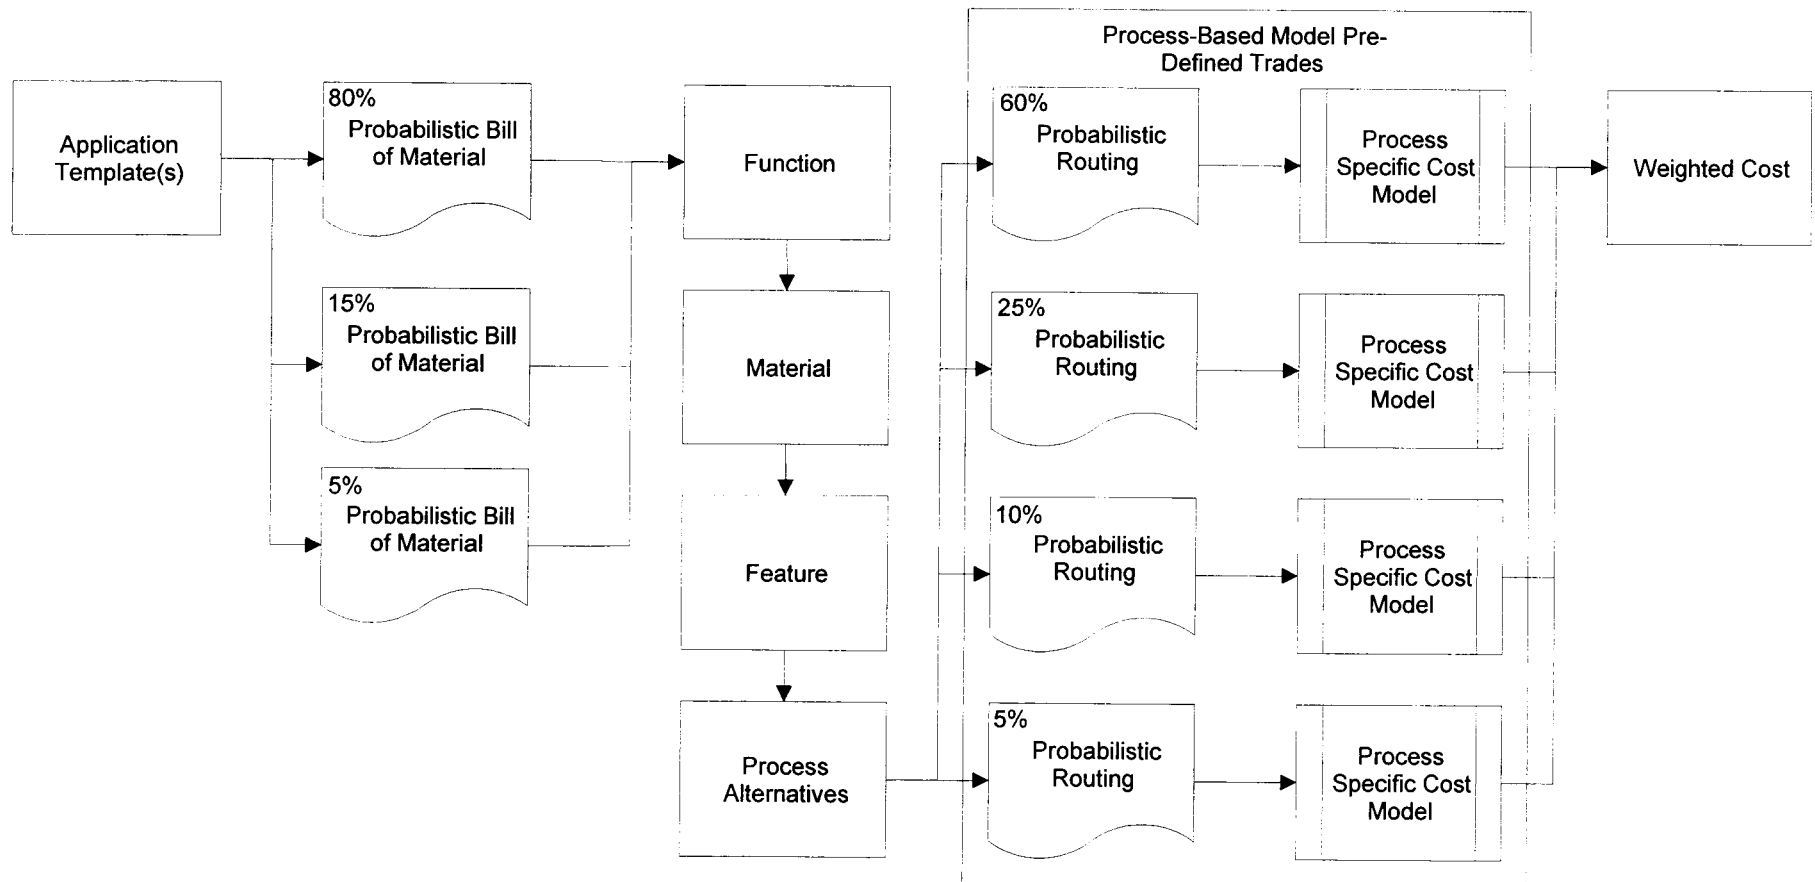 Process-Based Model Pre-
Defined Trades
Application
Template(s)
80%
Probabilistic Bill
of Material
15%
Probabilistic Bill
of Material
5%
Probabilistic Bill
of Material
Function
Material
Feature
Process
Alternatives
60%
Probabilistic
Routing
Process
Specific Cost
Model
25%
Probabilistic
Routing
Process
Specific Cost
Model
10%
Probabilistic
Routing
Process
Specific Cost
Model
5%
Probabilistic
Routing
Process
Specific Cost
Model
Weighted Cost